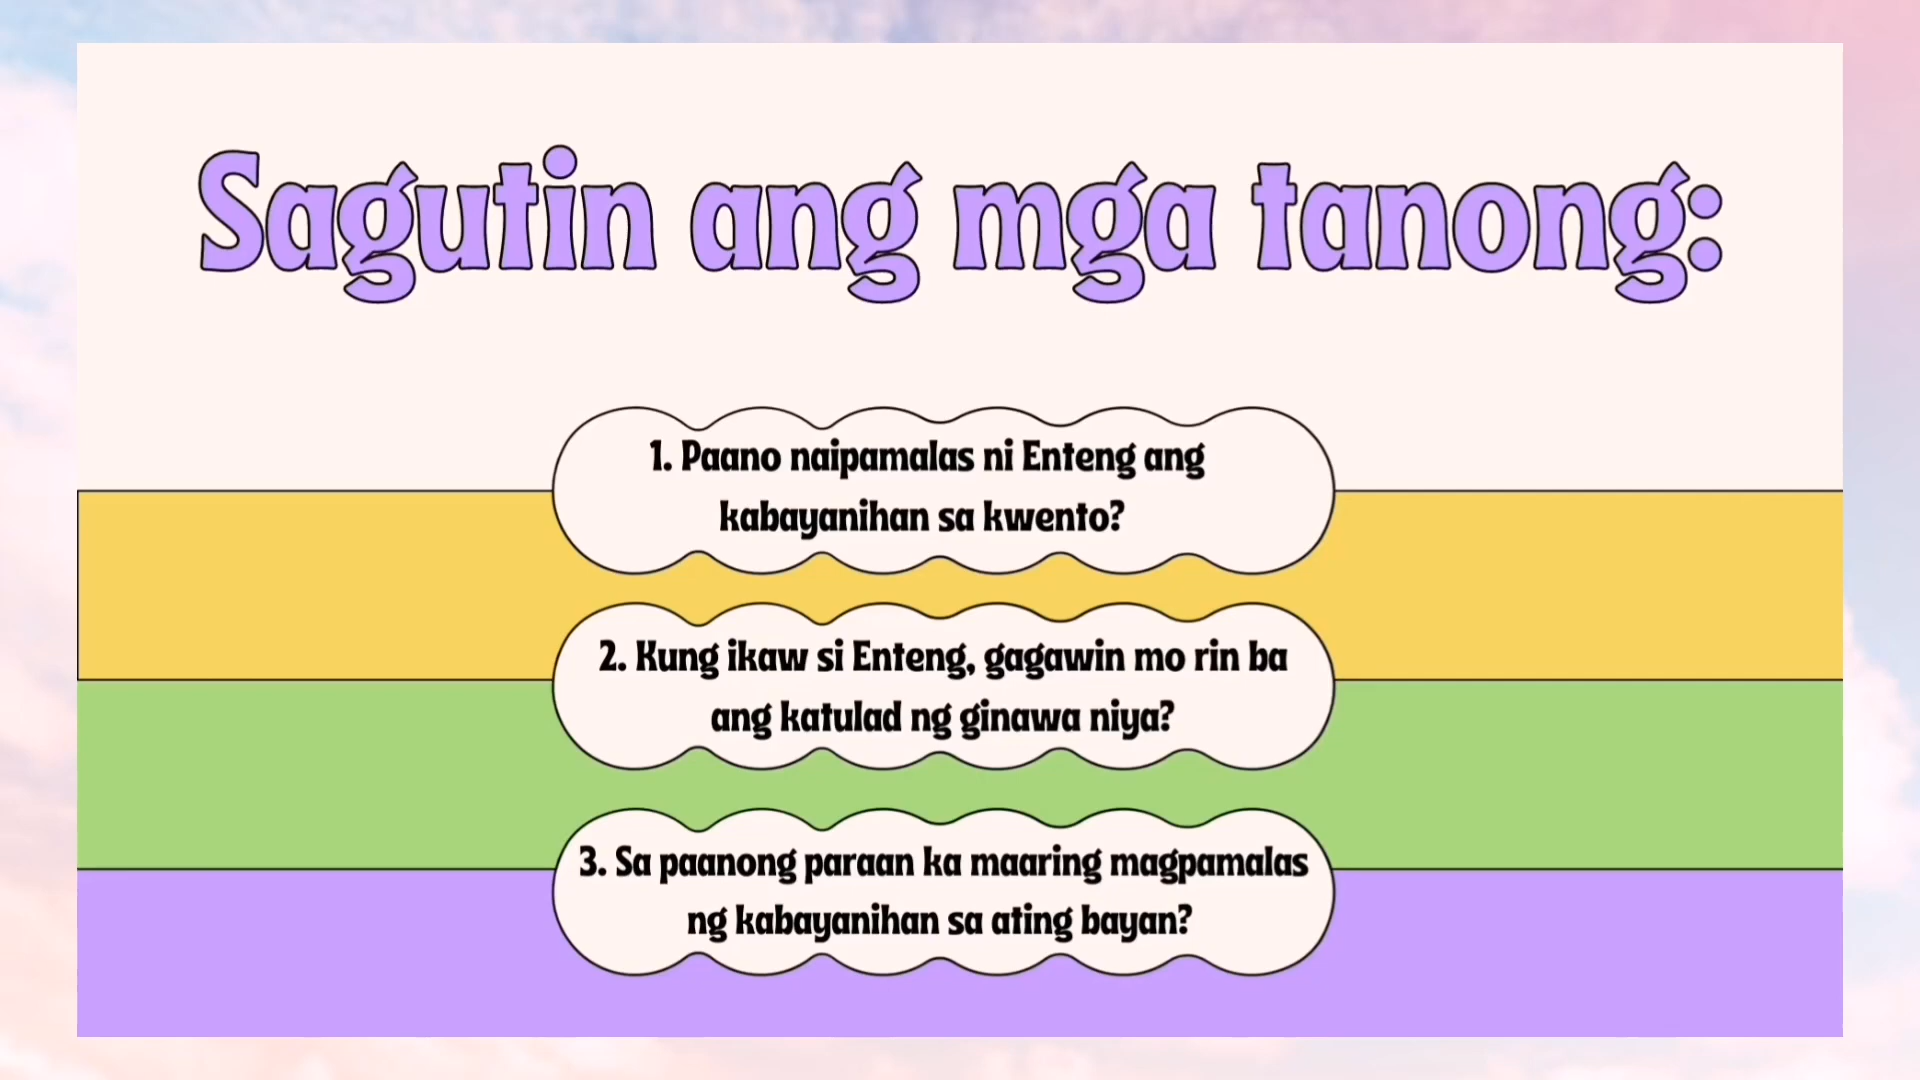 Sagutin ang mga tanong:
1. Paano naipamalas ni Enteng ang
kabayanihan sa kwento?
2. Kung ikaw si Enteng, gagawin mo rin ba
ang katulad ng ginawa niya?
3. Sa paanong paraan ka maaring magpamalas
ng kabayanihan sa ating bayan?